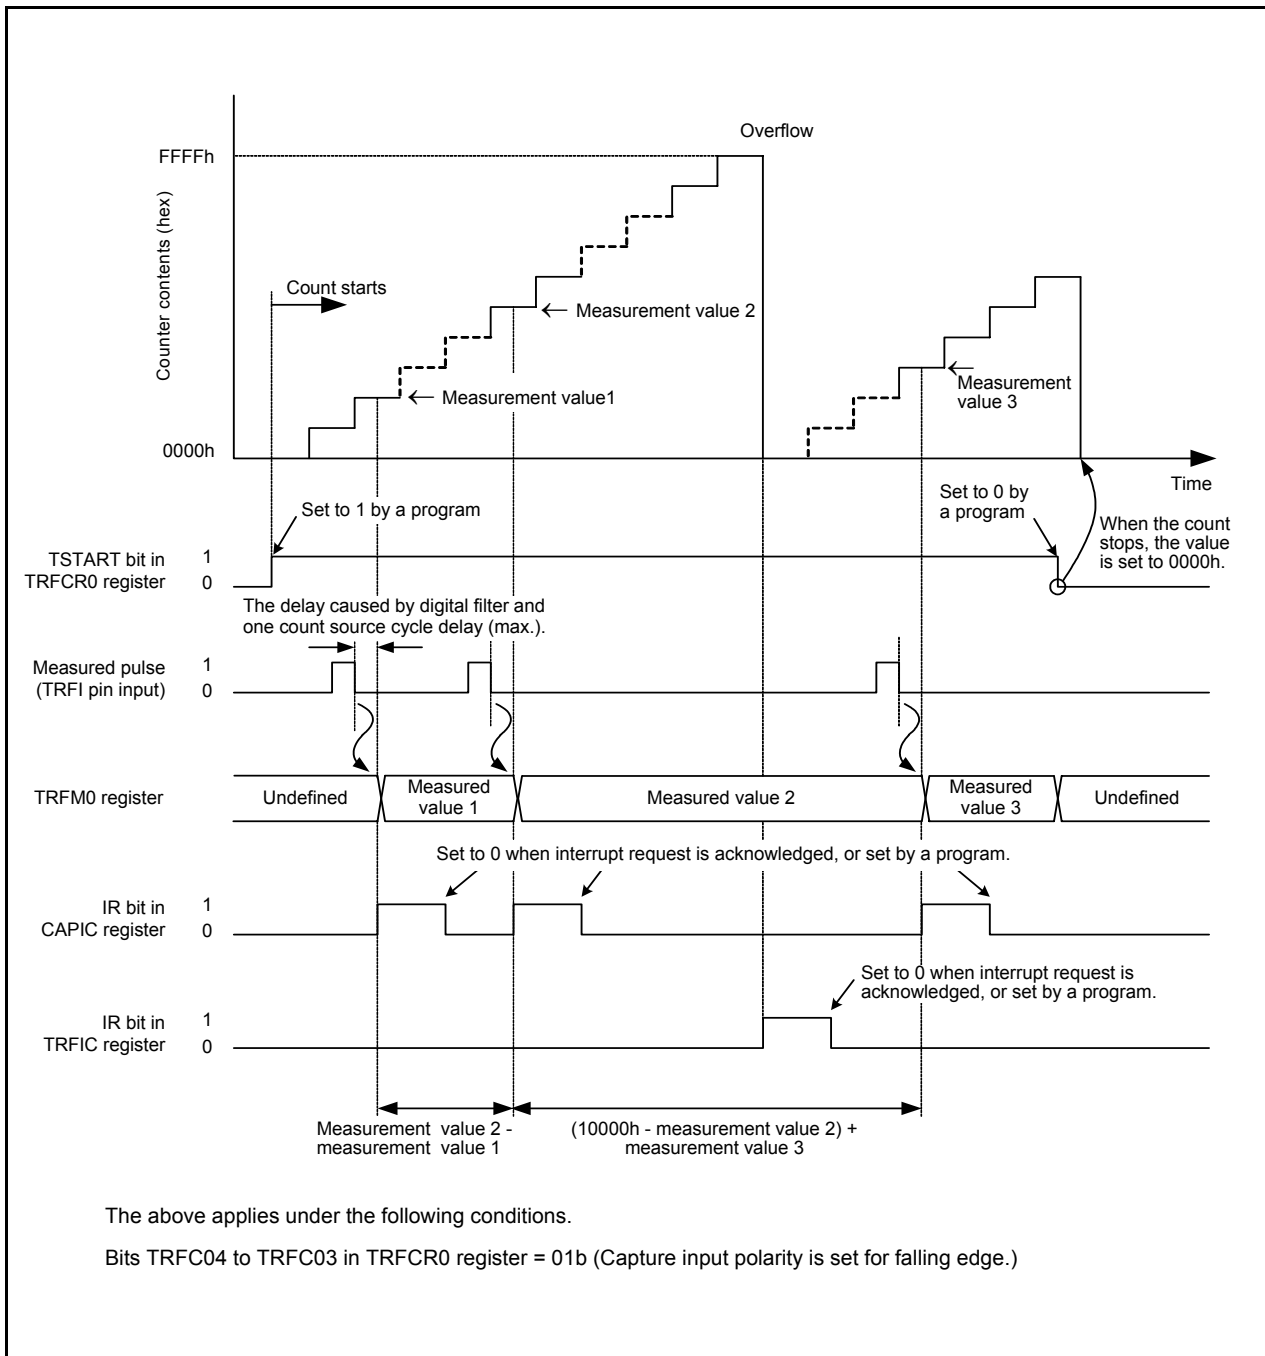 Overflow
FFFFh
Counter contents (hex)
Count starts
Measurement value 2
Measurement value1
Measurement
value 3
0000h
Time
Set to 1 by a program
Set to 0 by
a program
When the count
stops, the value
is set to 0000h.
TSTART bit in
TRFCR0 register
1
0
The delay caused by digital filter and
one count source cycle delay (max.).
Measured pulse
(TRFI pin input)
1
0
TRFM0 register
Undefined
Measured
value 1
Measured value 2
Measured
value 3
Undefined
Set to 0 when interrupt request is acknowledged, or set by a program.
IR bit in
CAPIC register
1
0
Set to 0 when interrupt request is
acknowledged, or set by a program.
IR bit in
TRFIC register
1
0
Measurement value 2 -
measurement value 1
(10000h - measurement value 2) +
measurement value 3
The above applies under the following conditions.
Bits TRFC04 to TRFC03 in TRFCR0 register = 01b (Capture input polarity is set for falling edge.)